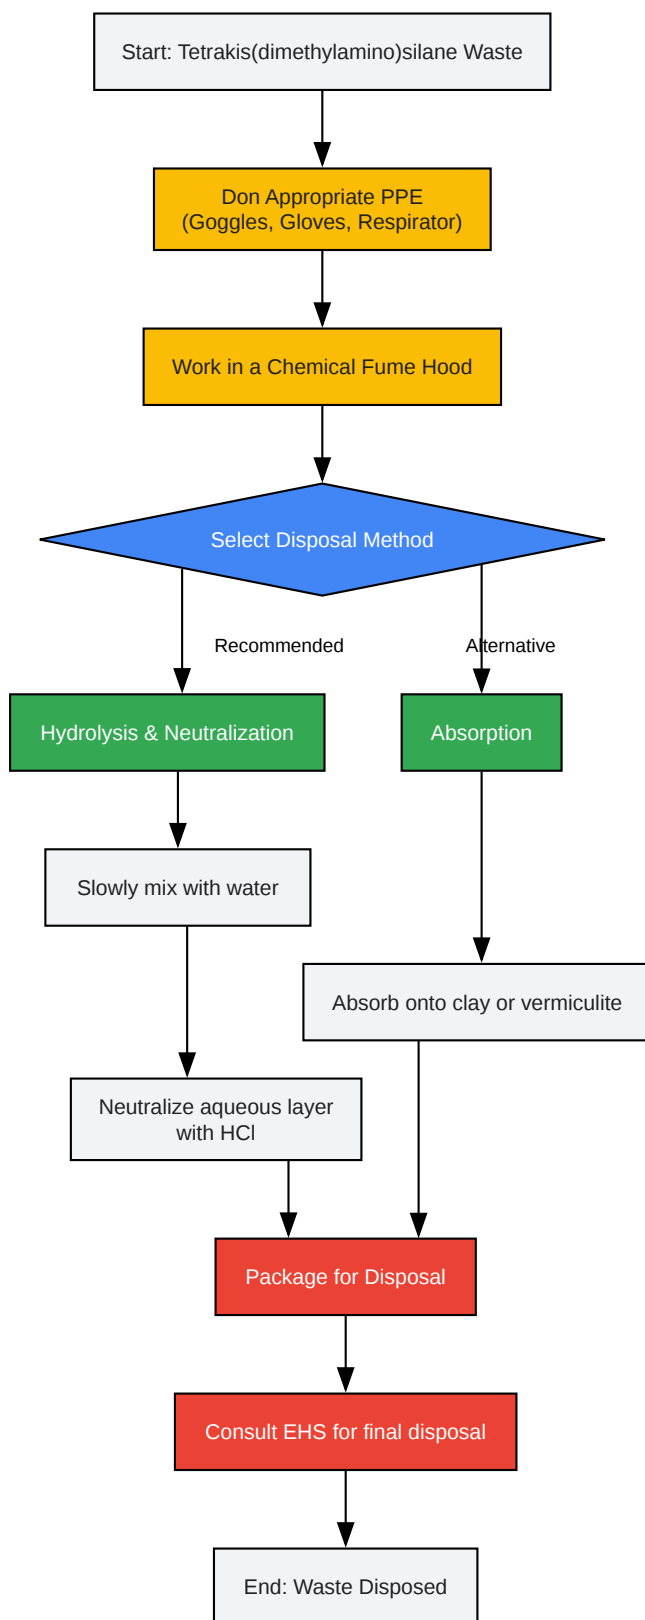 Start: Tetrakis(dimethylamino)silane Waste
Don Appropriate PPE
(Goggles, Gloves, Respirator)
Work in a Chemical Fume Hood
Select Disposal Method
Recommended
Alternative
Hydrolysis & Neutralization
Absorption
Slowly mix with water
Absorb onto clay or vermiculite
Neutralize aqueous layer
with HCl
Package for Disposal
Consult EHS for final disposal
End: Waste Disposed